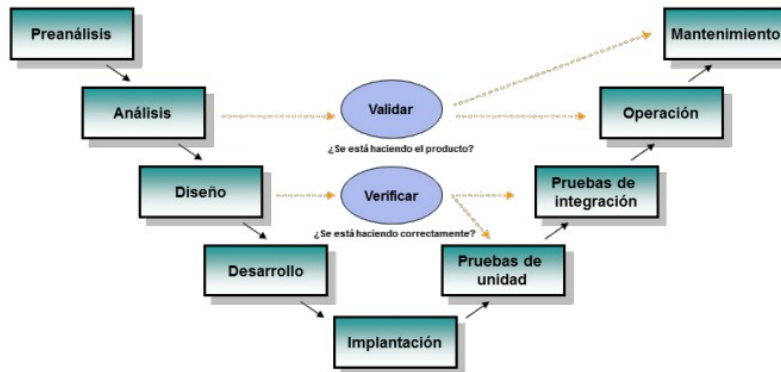 Preanálisis
Mantenimiento
Análisis
Validar
Operación
¿Se está haciendo el producto?
Diseño
Verificar
Pruebas de
integración
¿Se está haciendo correctamente?
Desarrollo
Pruebas de
unidad
Implantación